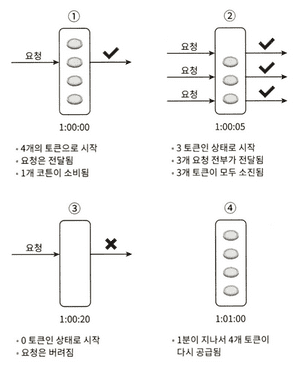 ①
요청
1:00:00
• 4개의 토큰으로 시작
• 요청은 전달됨
• 1개 코튼이 소비됨
②
요청
요청
요청
1:00:05
• 3 토큰인 상태로 시작
• 3개 요청 전부가 전달됨
• 3개 토큰이 모두 소진됨
③
요청
1:00:20
• 0 토큰인 상태로 시작
• 요청은 버려짐
④
1:01:00
• 1분이 지나서 4개 토큰이
다시 공급됨